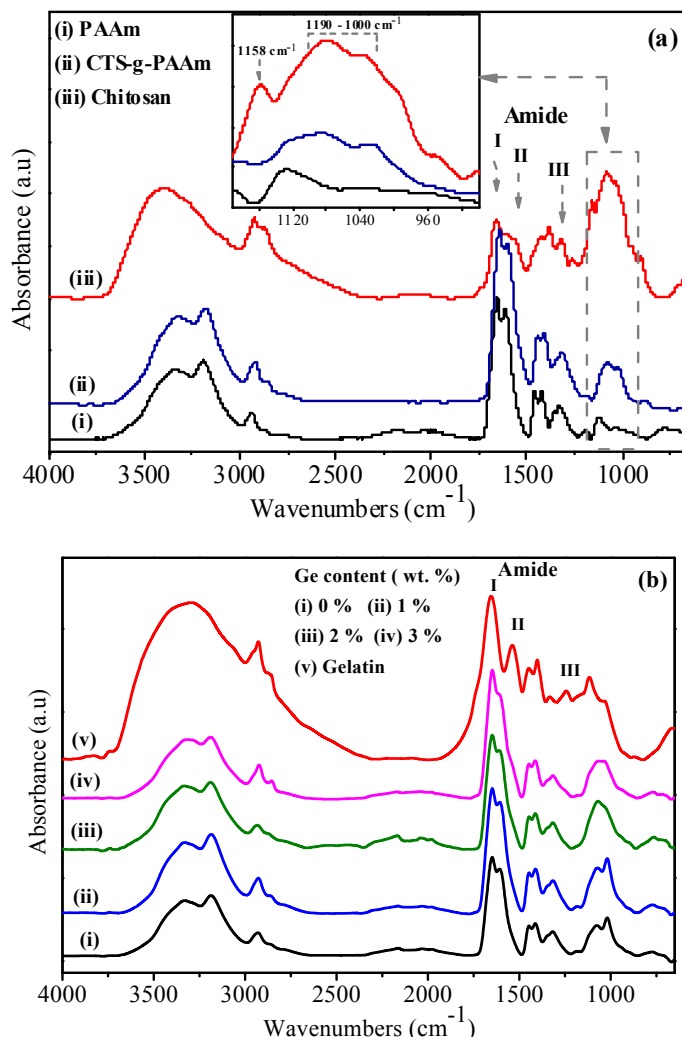 (a)
(i) PAAm
(ii) CTS-g-PAAm
(iii) Chitosan
1190 - 1000 cm-1
1158 cm-1
1120 1040 960
Amide
I
II
III
(iii)
(ii)
(i)
Absorbance (a.u)
4000 3500 3000 2500 2000 1500 1000
Wavenumbers (cm-1)
(b)
Ge content ( wt. %)
(i) 0 % (ii) 1 %
(iii) 2 % (iv) 3 %
(v) Gelatin
Amide
I
II
III
(v)
(iv)
(iii)
(ii)
(i)
Absorbance (a.u)
4000 3500 3000 2500 2000 1500 1000
Wavenumbers (cm-1)